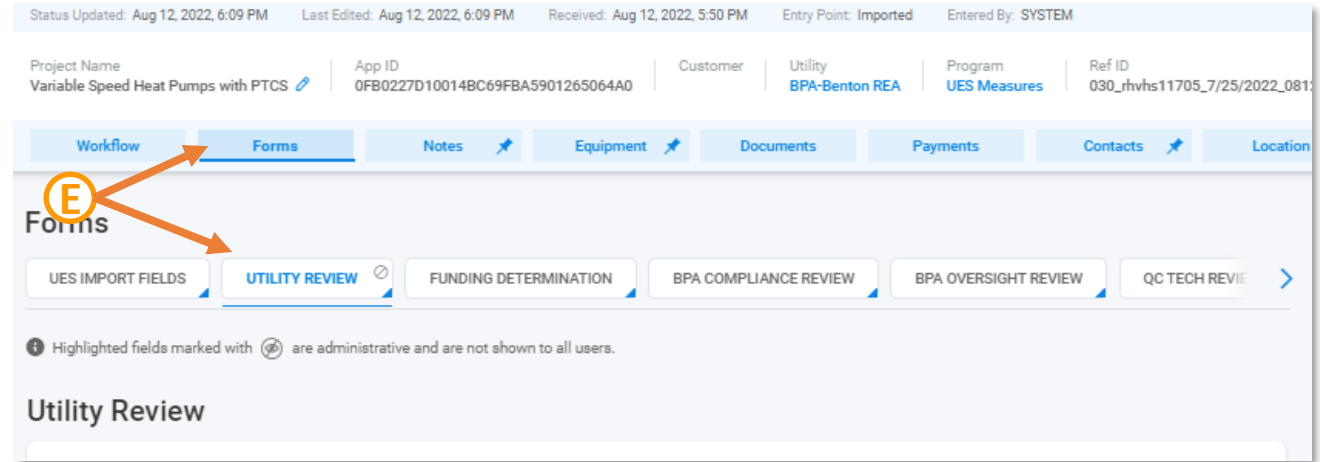 Status Updated: Aug 12, 2022, 6:09 PM Last Edited: Aug 12, 2022, 6:09 PM Received: Aug 12, 2022, 5:50 PM Entry Point: Imported Entered By: SYSTEM
Project Name App ID Customer Utility Program Ref ID
Variable Speed Heat Pumps with PTCS 0FB0227D10014BC69FBA5901265064A0 BPA-Benton REA UES Measures 030_rhvhs11705_7/25/2022_081
Workflow Forms Notes Equipment Documents Payments Contacts Location
E
Forms
UES IMPORT FIELDS UTILITY REVIEW FUNDING DETERMINATION BPA COMPLIANCE REVIEW BPA OVERSIGHT REVIEW QC TECH REVIE
Highlighted fields marked with are administrative and are not shown to all users.
Utility Review